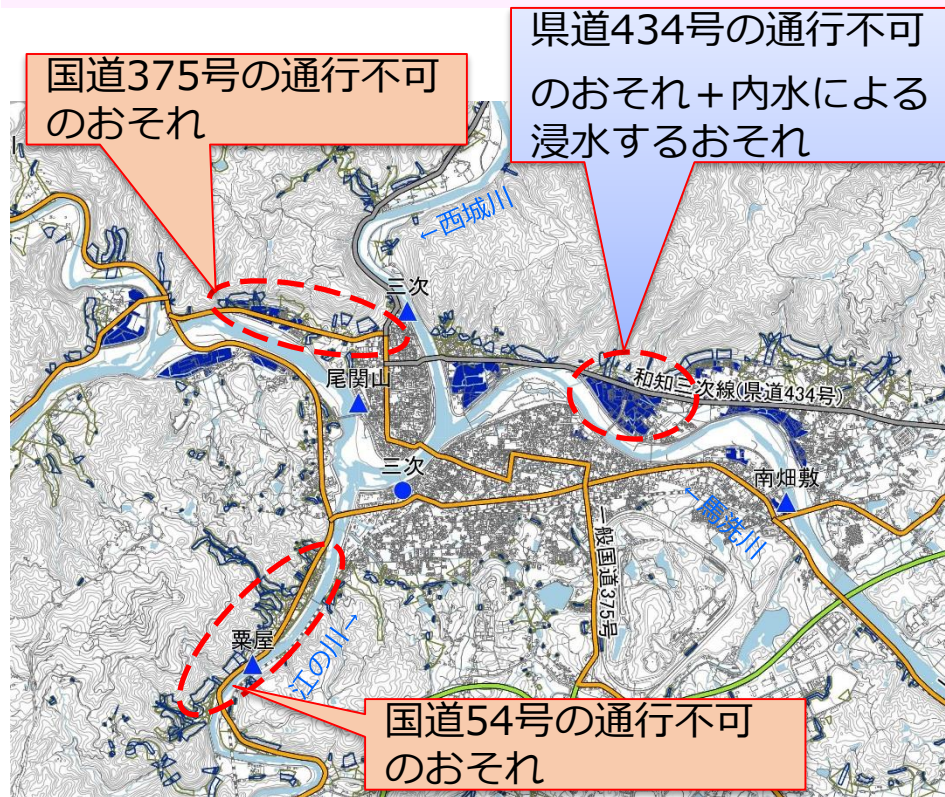 県道434号の通行不可
のおそれ＋内水による
浸水するおそれ
国道375号の通行不可
のおそれ
←西城川
三次
尾関山
和知三次線(県道434号)
三次
南畑敷
←馬洗川
一般国道375号
粟屋
江の川→
国道54号の通行不可
のおそれ